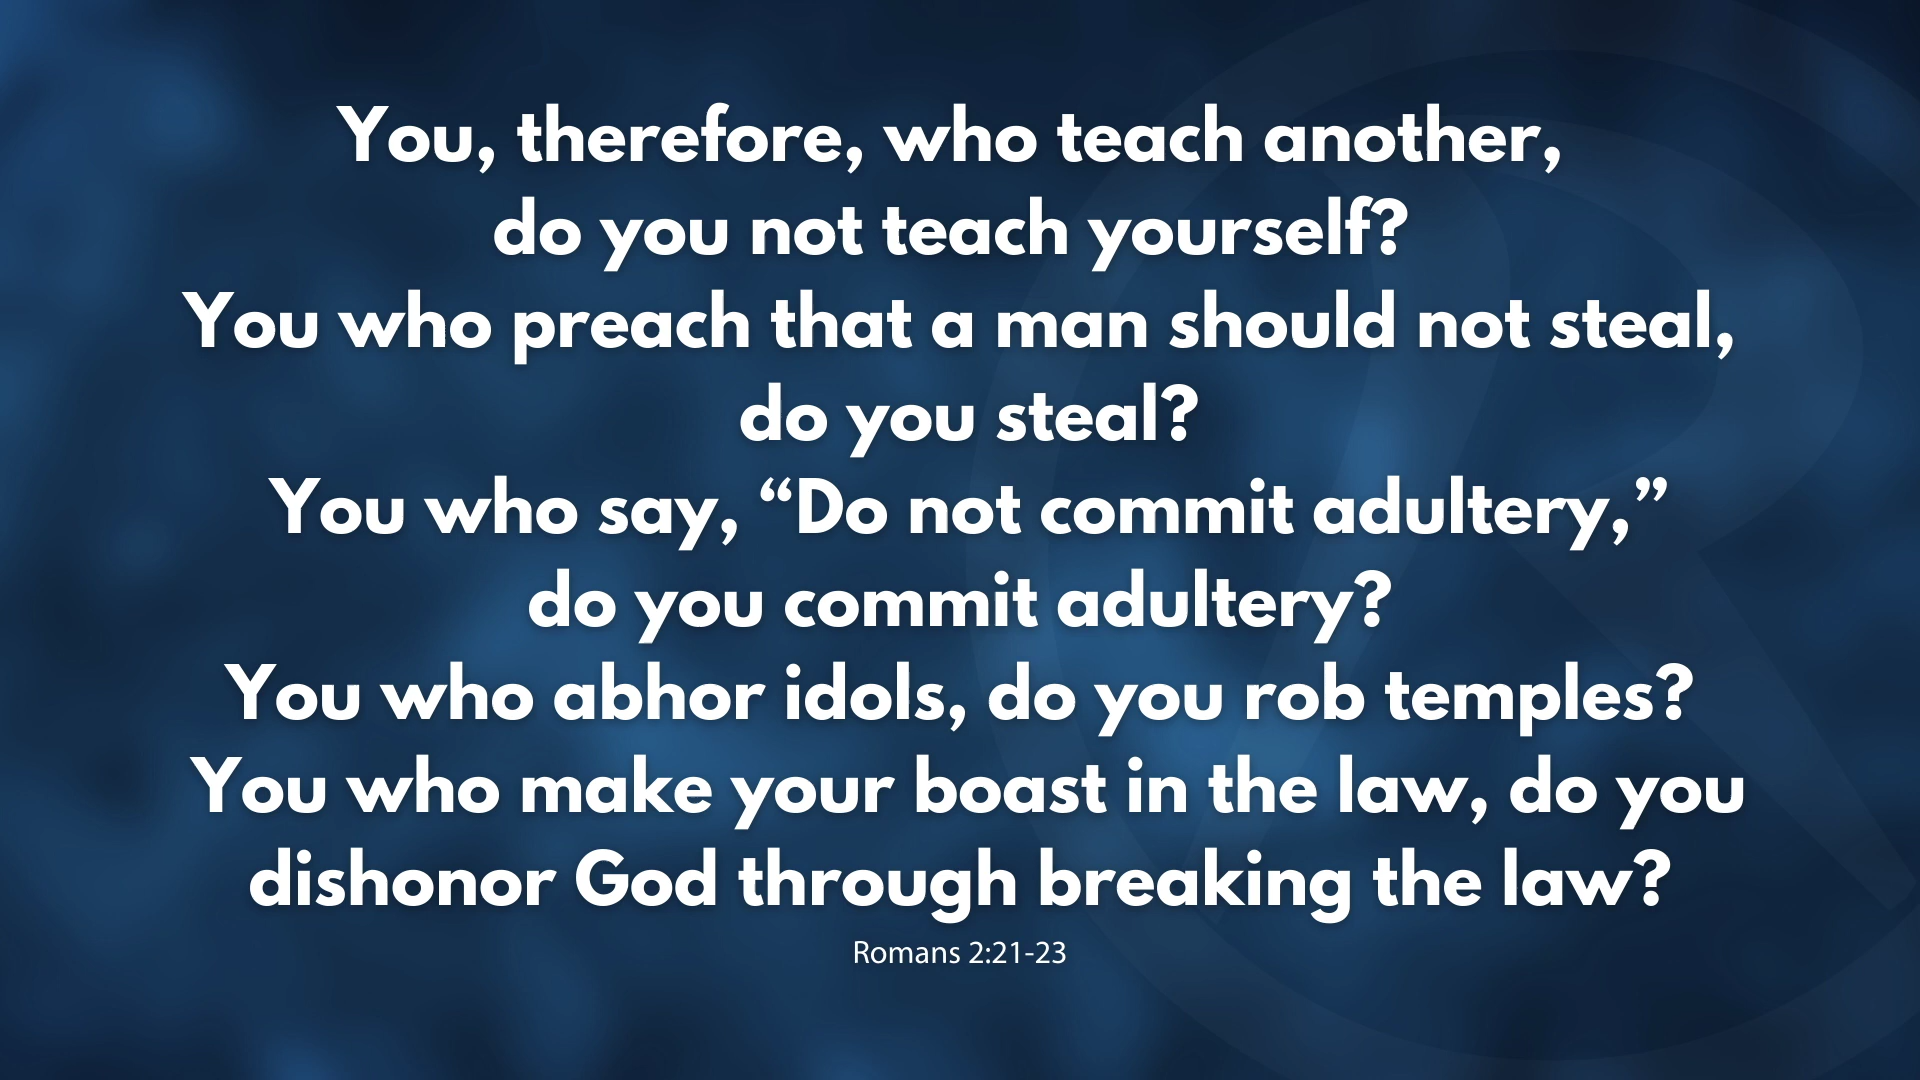 You, therefore, who teach another,
do you not teach yourself?
You who preach that a man should not steal,
do you steal?
You who say, “Do not commit adultery,”
do you commit adultery?
You who abhor idols, do you rob temples?
You who make your boast in the law, do you
dishonor God through breaking the law?
Romans 2:21-23